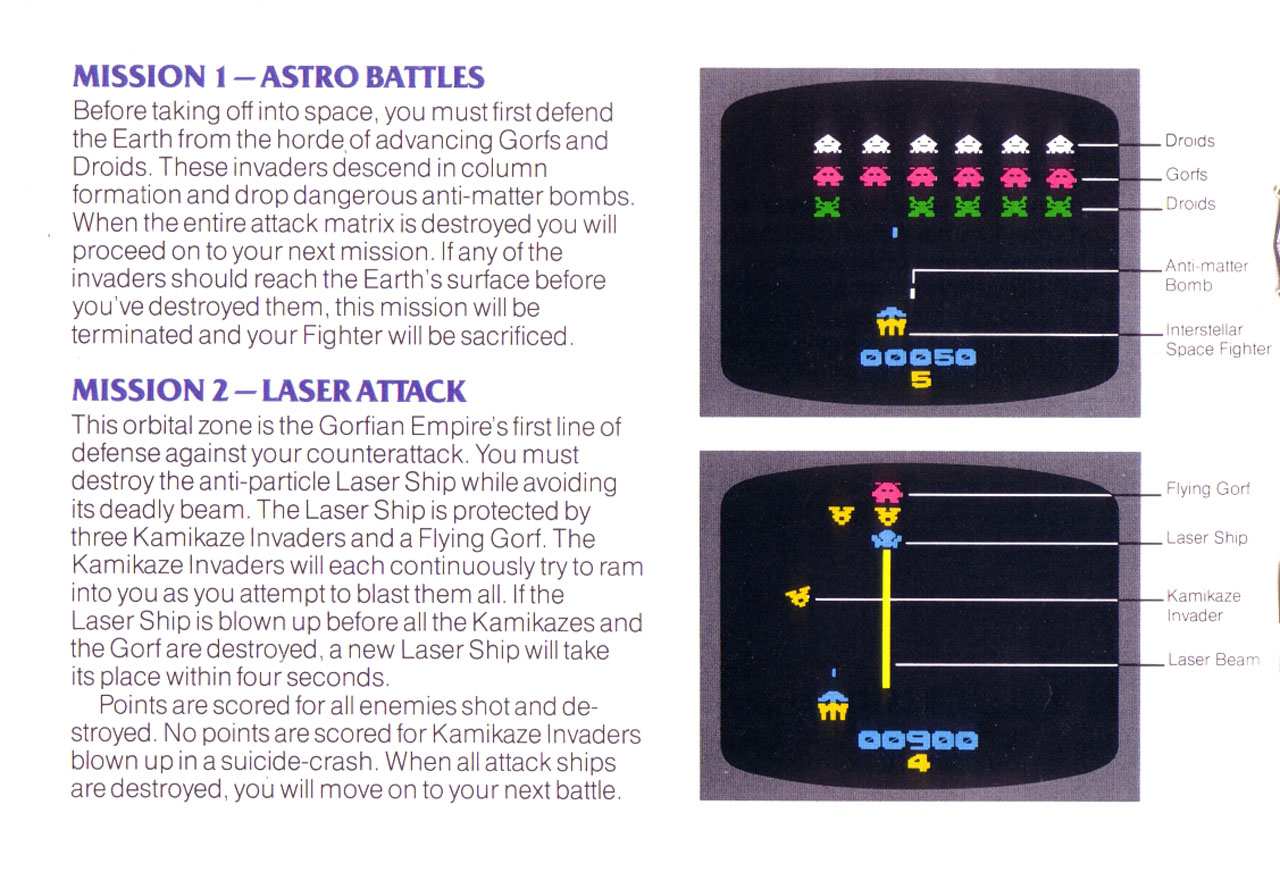 MISSION 1 – ASTRO BATTLES
Before taking off into space, you must first defend
the Earth from the horde of advancing Gorfs and
Droids. These invaders descend in column
formation and drop dangerous anti-matter bombs.
When the entire attack matrix is destroyed you will
proceed on to your next mission. If any of the
invaders should reach the Earth's surface before
you've destroyed them, this mission will be
terminated and your Fighter will be sacrificed.
MISSION 2 – LASER ATTACK
This orbital zone is the Gorfian Empire's first line of
defense against your counterattack. You must
destroy the anti-particle Laser Ship while avoiding
its deadly beam. The Laser Ship is protected by
three Kamikaze Invaders and a Flying Gorf. The
Kamikaze Invaders will each continuously try to ram
into you as you attempt to blast them all. If the
Laser Ship is blown up before all the Kamikazes and
the Gorf are destroyed, a new Laser Ship will take
its place within four seconds.
Points are scored for all enemies shot and de-
stroyed. No points are scored for Kamikaze Invaders
blown up in a suicide-crash. When all attack ships
are destroyed, you will move on to your next battle.
Droids
Gorfs
Droids
Anti-matter
Bomb
Interstellar
Space Fighter
00050
5
Flying Gorf
Laser Ship
Kamikaze
Invader
Laser Beam
00900
4